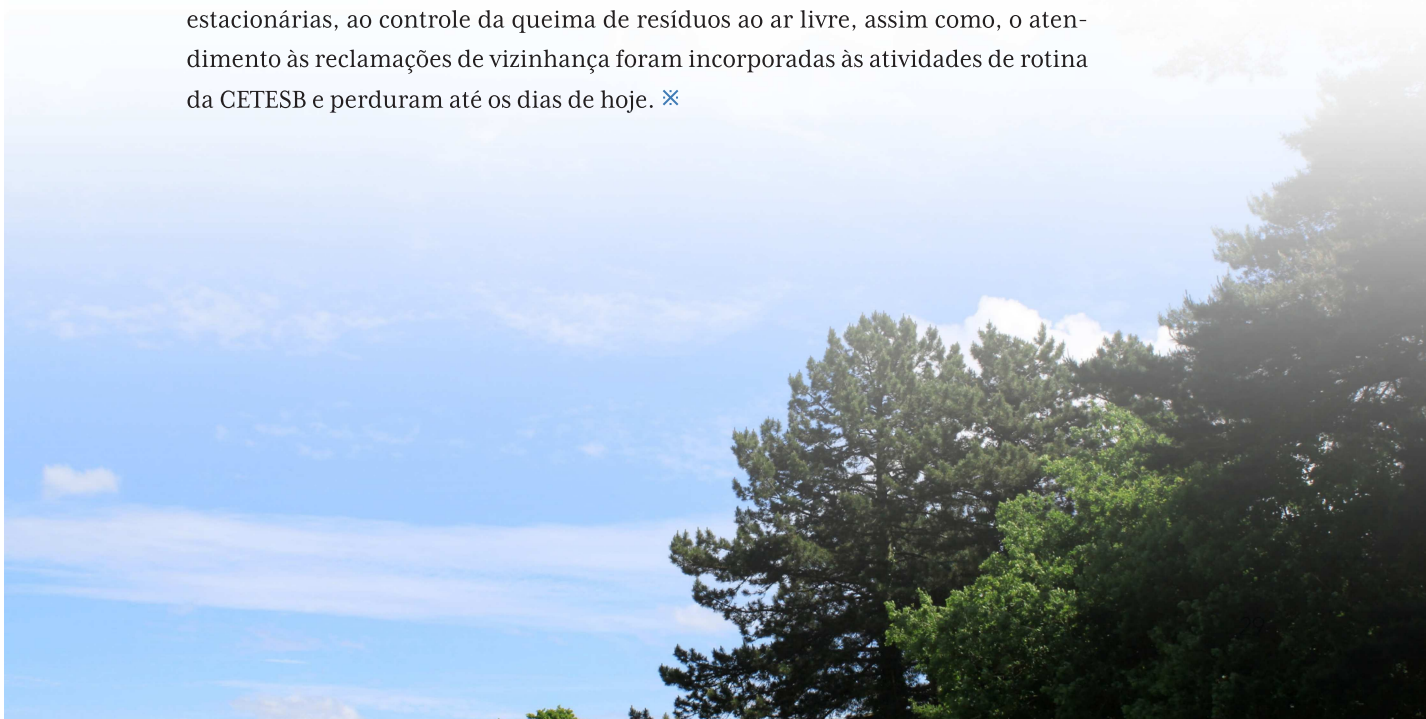 estacionárias, ao controle da queima de resíduos ao ar livre, assim como, o aten-
dimento às reclamações de vizinhança foram incorporadas às atividades de rotina
da CETESB e perduram até os dias de hoje. ※